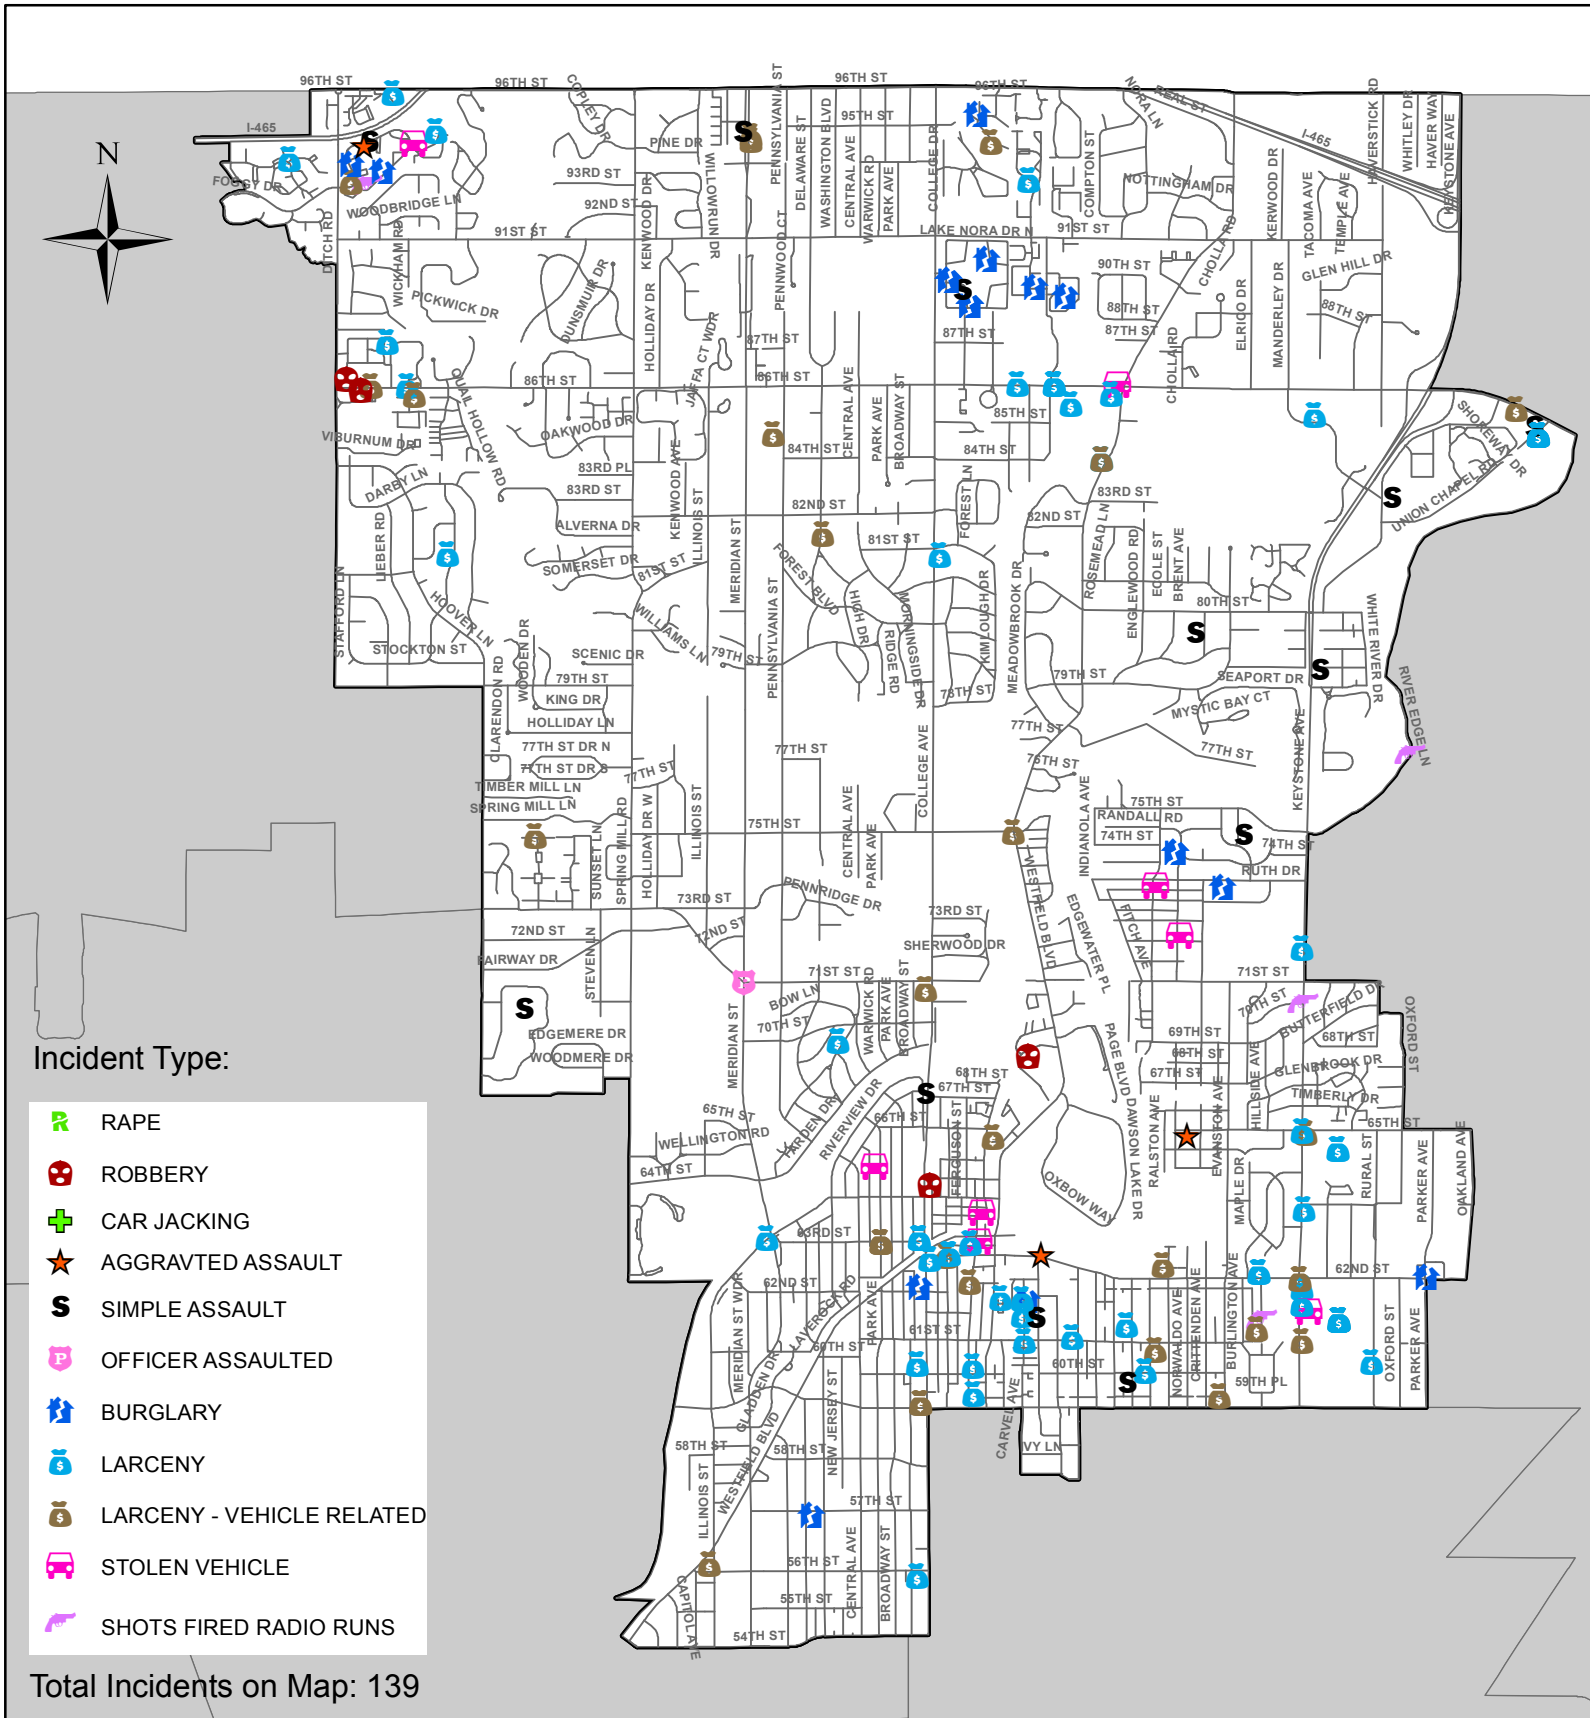 96TH ST
96TH ST
96TH ST
96TH ST
I-465
COPLEY DR
PENNSYLVANIA ST
NORA LN
REAL ST
I-465
HAVERSTICK RD
WHITLEY DR
HAVER WAY
KEYSTONE AVE
N
PINE DR
95TH ST
WILLOWRUN DR
DELAWARE ST
WASHINGTON BLVD
CENTRAL AVE
WARWICK RD
PARK AVE
COLLEGE DR
COMPTON ST
NOTTINGHAM DR
KERWOOD DR
TACOMA AVE
TEMPLE AVE
FOGGY DR
93RD ST
WOODBRIDGE LN
92ND ST
KENWOOD DR
DITCH RD
WICKHAM RD
91ST ST
LAKE NORA DR N
91ST ST
CHOLLA RD
PENNWOOD CT
PICKWICK DR
DUNSMUIR DR
HOLLIDAY DR
90TH ST
GLEN HILL DR
88TH ST
88TH ST
ELRICO DR
MANDERLEY DR
87TH ST
87TH ST
87TH ST
JAFFA CT WDR
CHOLLA RD
86TH ST
86TH ST
QUAIL HOLLOW RD
OAKWOOD DR
CENTRAL AVE
PARK AVE
BROADWAY ST
85TH ST
SHOREWAY DR
VIBURNUM DR
84TH ST
84TH ST
DARBY LN
83RD PL
83RD ST
KENWOOD AVE
ILLINOIS ST
83RD ST
UNION CHAPEL RD
LIEBER RD
ALVERNA DR
82ND ST
82ND ST
FOREST LN
MERIDIAN ST
SOMERSET DR
81ST ST
81ST ST
FOREST BLVD
ROSEMEAD LN
ENGLEWOOD RD
ECOLE ST
BRENT AVE
STAFFORD LN
HOOVER LN
WILLIAMS LN
HIGH DR
RIDGE RD
MORNINGSIDE DR
KIMLOUGH DR
MEADOWBROOK DR
80TH ST
WHITE RIVER DR
STOCKTON ST
WOODEN DR
SCENIC DR
79TH ST
PENNSYLVANIA ST
CLARENDON RD
79TH ST
KING DR
78TH ST
79TH ST
SEAPORT DR
RIVER EDGE LN
HOLLIDAY LN
MYSTIC BAY CT
77TH ST DR N
77TH ST
77TH ST
77TH ST
77TH ST DR S
77TH ST
76TH ST
KEYSTONE AVE
COLLEGE AVE
TIMBER MILL LN
SPRING MILL LN
SUNSET LN
SPRING MILL RD
HOLLIDAY DR W
ILLINOIS ST
75TH ST
CENTRAL AVE
PARK AVE
INDIANOLA AVE
75TH ST
RANDALL RD
74TH ST
74TH ST
RUTH DR
PENNRIDGE DR
WESTFIELD BLVD
73RD ST
73RD ST
EDGEWATER PL
FITCH AVE
72ND ST
72ND ST
SHERWOOD DR
FAIRWAY DR
STEVEN LN
71ST ST
71ST ST
BOW LN
70TH ST
WARWICK RD
PARK AVE
BROADWAY ST
70TH ST
BUTTERFIELD DR
OXFORD ST
EDGEMERE DR
WOODMERE DR
MERIDIAN ST
69TH ST
68TH ST
67TH ST
68TH ST
GLENBROOK DR
TIMBERLY DR
68TH ST
67TH ST
PAGE BLVD
DAWSON LAKE DR
RALSTON AVE
EVANSTON AVE
HILLSIDE AVE
65TH ST
WELLINGTON RD
64TH ST
TARDEN DR
RIVERVIEW DR
66TH ST
FERGUSON ST
65TH ST
OXBOW WAY
MAPLE DR
RURAL ST
PARKER AVE
OAKLAND AVE
63RD ST
62ND ST
62ND ST
MERIDIAN ST WDR
LAVEROCK RD
PARK AVE
61ST ST
60TH ST
60TH ST
NORWALDO AVE
CRITTENDEN AVE
BURLINGTON AVE
59TH PL
OXFORD ST
PARKER AVE
GLADDEN DR
NEW JERSEY ST
CARVEL AVE
IVY LN
58TH ST
WESTFIELD BLVD
58TH ST
ILLINOIS ST
57TH ST
56TH ST
CENTRAL AVE
BROADWAY ST
55TH ST
CAPITOL AVE
54TH ST
Incident Type:
RAPE
ROBBERY
CAR JACKING
AGGRAVTED ASSAULT
SIMPLE ASSAULT
OFFICER ASSAULTED
BURGLARY
LARCENY
LARCENY - VEHICLE RELATED
STOLEN VEHICLE
SHOTS FIRED RADIO RUNS
Total Incidents on Map: 139